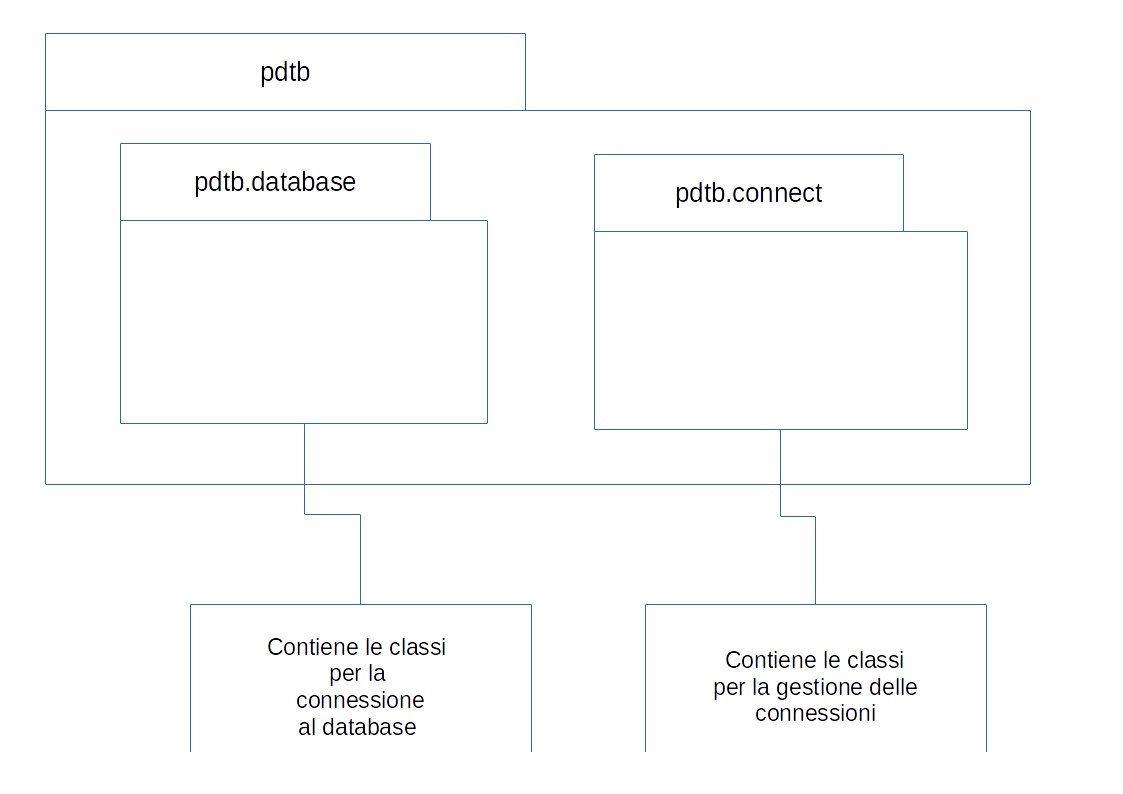 pdtb
pdtb.database
pdtb.connect
Contiene le classi
per la
connessione
al database
Contiene le classi
per la gestione delle
connessioni